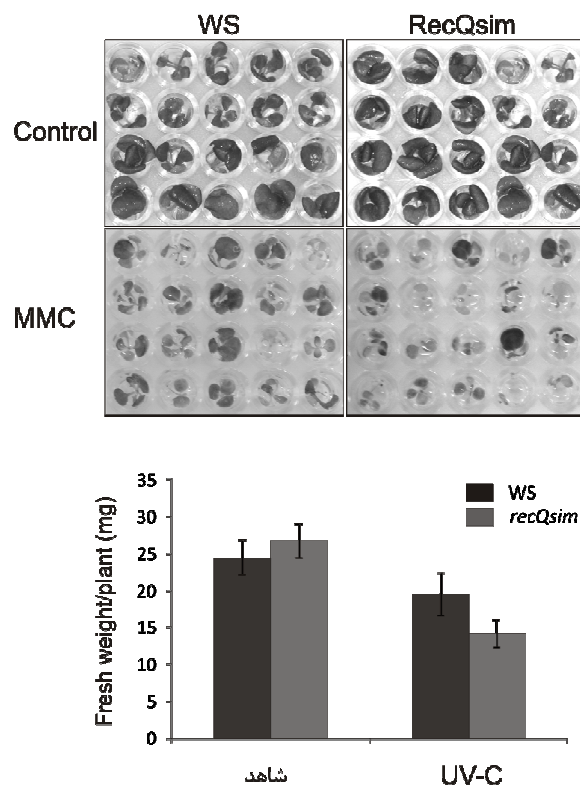 WS RecQsim
Control
MMC
Fresh weight/plant (mg)
35
30
25
20
15
10
5
0
WS
recQsim
شاهد UV-C